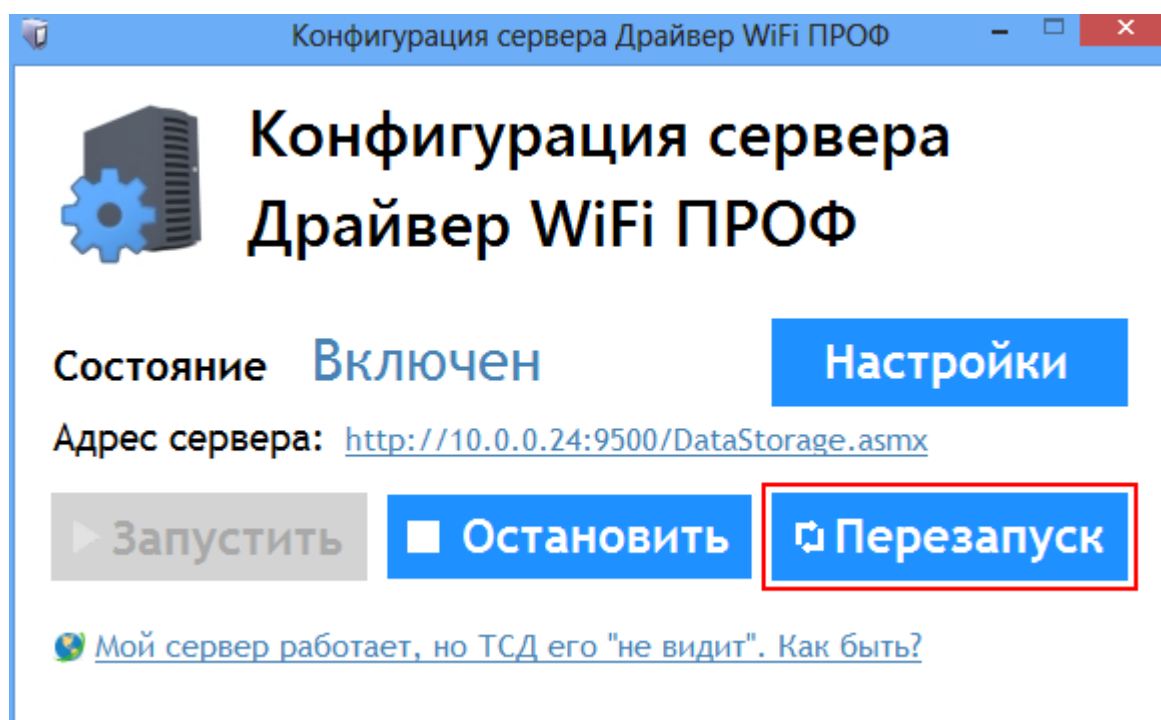 Конфигурация сервера Драйвер WiFi ПРОФ
Конфигурация сервера
Драйвер WiFi ПРОФ
Состояние Включен Настройки
Адрес сервера: http://10.0.0.24:9500/DataStorage.asmx
Запустить Остановить Перезапуск
Мой сервер работает, но ТСД его "не видит". Как быть?